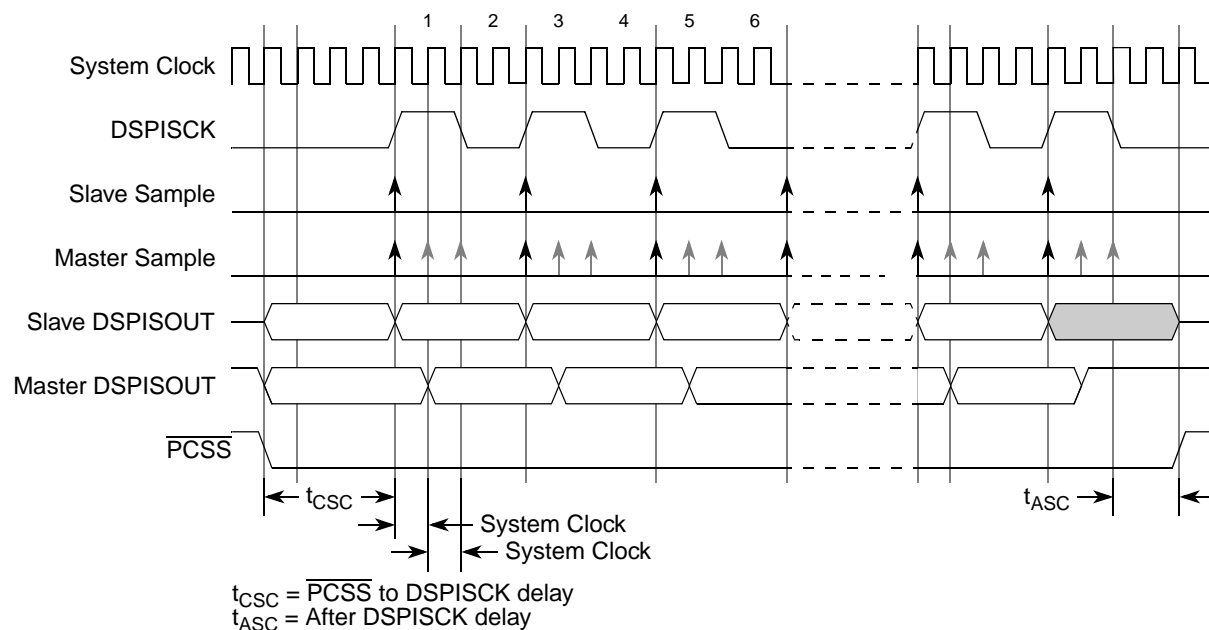 1 2 3 4 5 6
System Clock
DSPISCK
Slave Sample
Master Sample
Slave DSPISOUT
Master DSPISOUT
PCSS
tCSC
tASC
System Clock
System Clock
tCSC = PCSS to DSPISCK delay
tASC = After DSPISCK delay